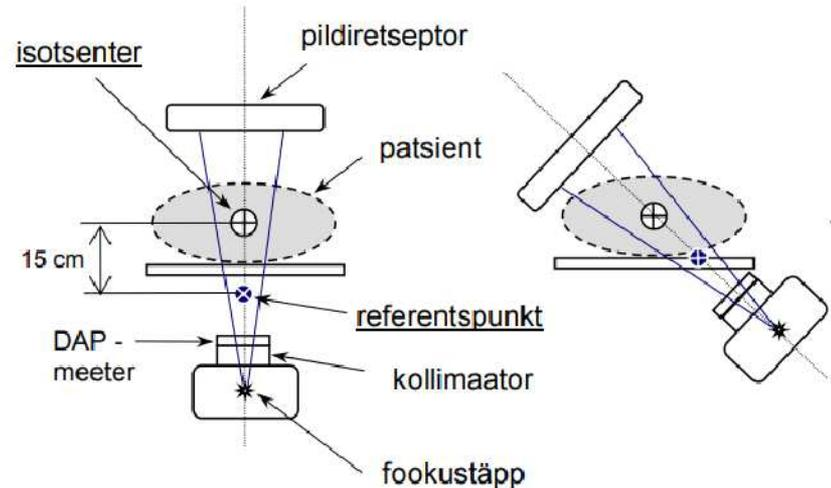 pildiretseptor
isotsenter
patsient
15 cm
referentspunkt
DAP -
meeter
kollimaator
fookustäpp